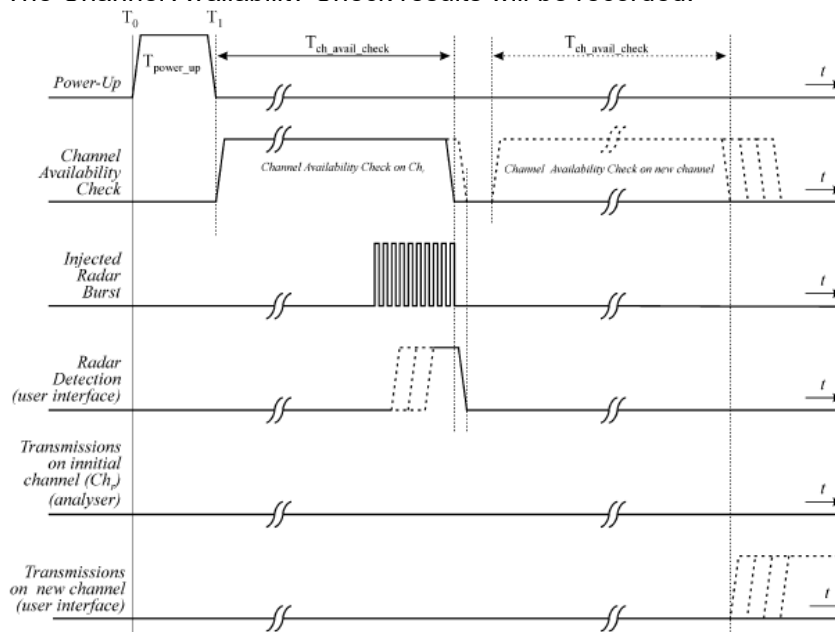 The Channel Availability Check results will be recorded.
T0 T1
Tch_avail_check Tch_avail_check
Tpower_up
Power-Up
t
Channel
Availability
Check
Channel Availability Check on Chr
Channel Availability Check on new channel
t
Injected
Radar
Burst
t
Radar
Detection
(user interface)
t
Transmissions
on innitial
channel (Chr)
(analyser)
t
Transmissions
on new channel
(user interface)
t